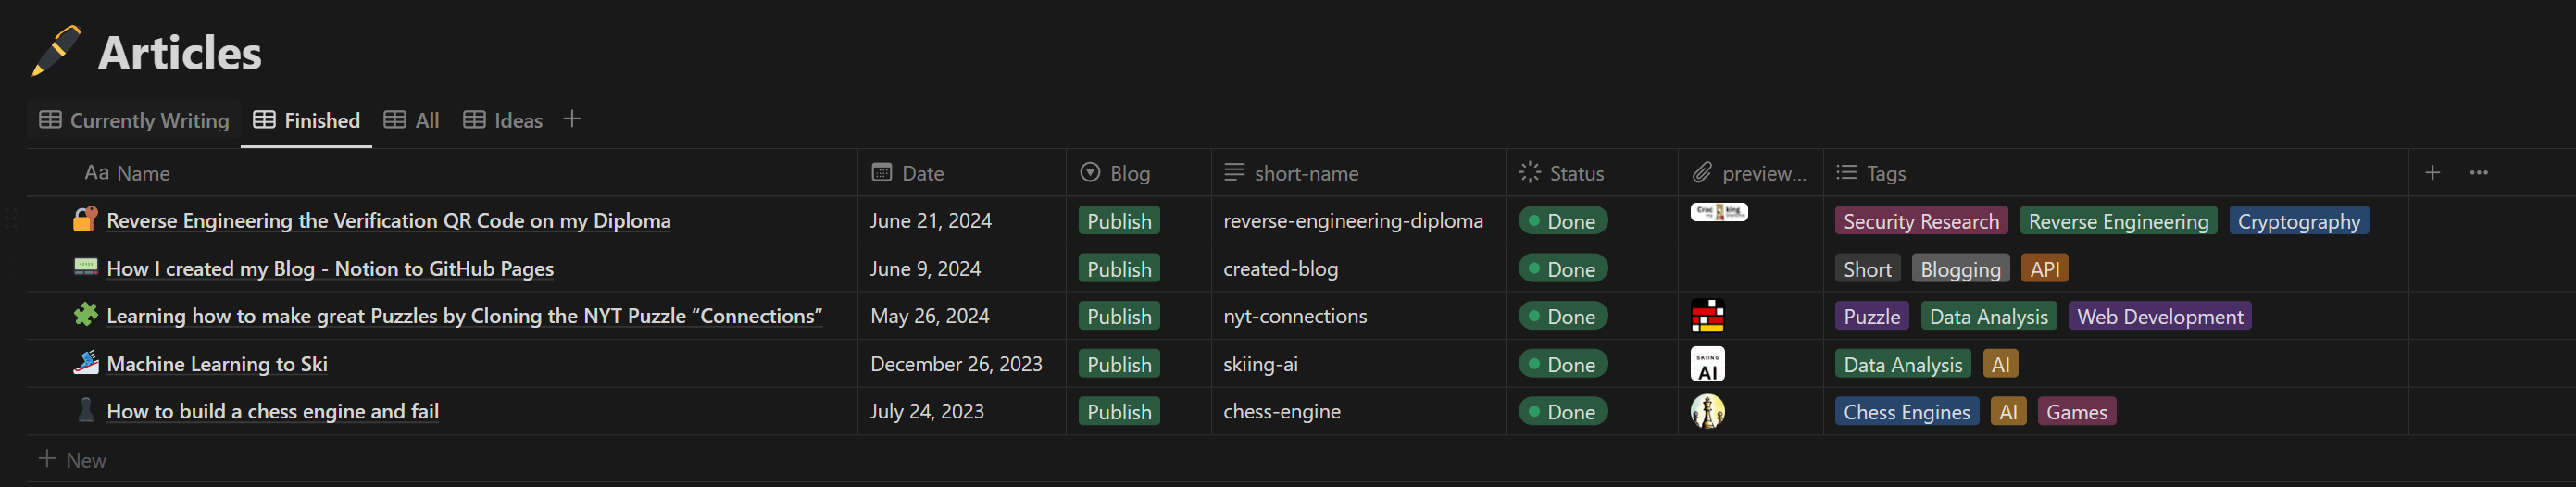 Articles
Currently Writing Finished All Ideas
Aa Name Date Blog short-name Status preview... Tags
Reverse Engineering the Verification QR Code on my Diploma June 21, 2024 Publish reverse-engineering-diploma Done Security Research Reverse Engineering Cryptography
How I created my Blog - Notion to GitHub Pages June 9, 2024 Publish created-blog Done Short Blogging API
Learning how to make great Puzzles by Cloning the NYT Puzzle “Connections” May 26, 2024 Publish nyt-connections Done Puzzle Data Analysis Web Development
Machine Learning to Ski December 26, 2023 Publish skiing-ai Done SKIING AI Data Analysis AI
How to build a chess engine and fail July 24, 2023 Publish chess-engine Done Chess Engines AI Games
+ New